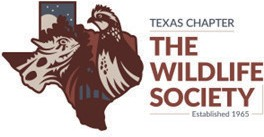 TEXAS CHAPTER
THE
WILDLIFE
SOCIETY
Established 1965